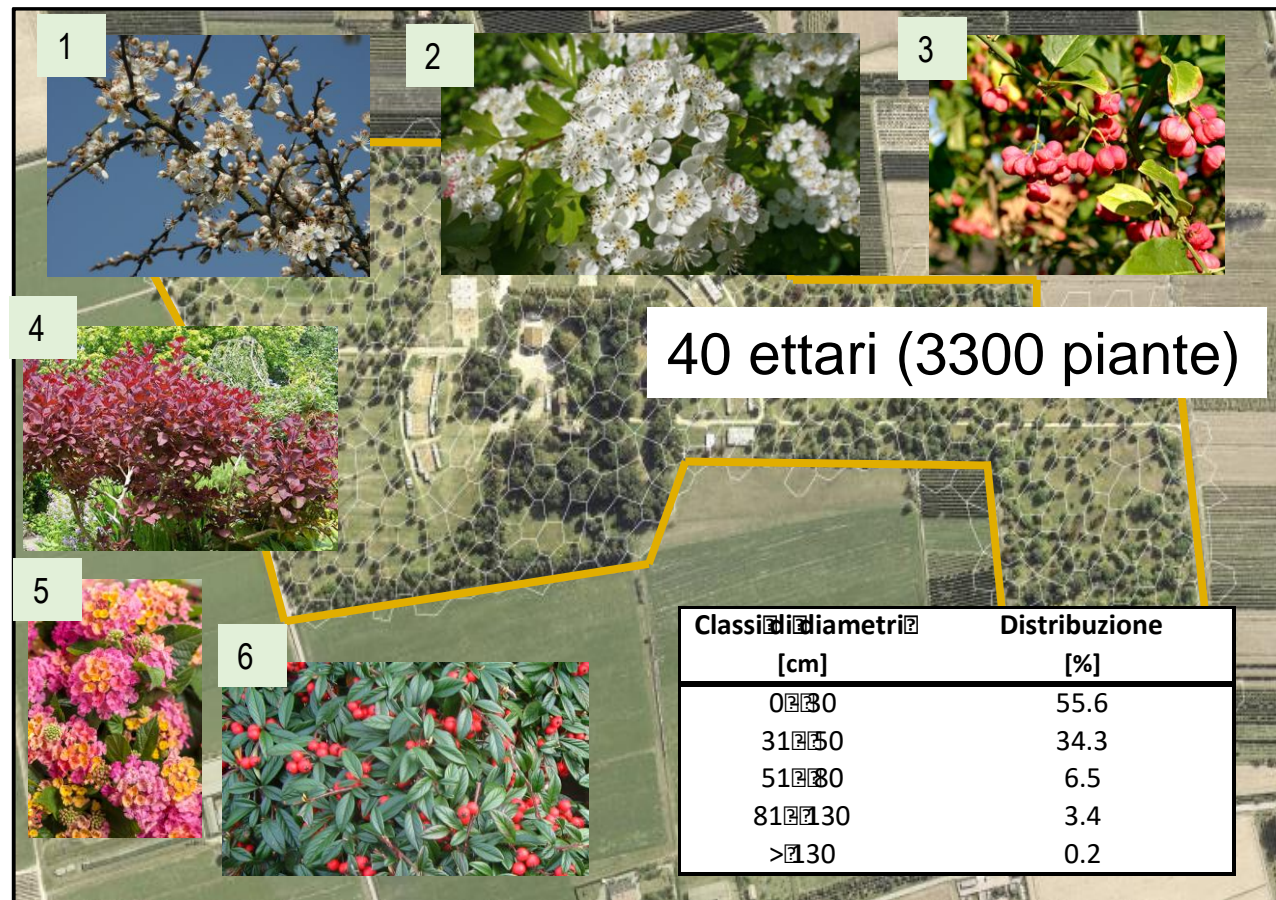 1
2
3
4
40 ettari (3300 piante)
5
6
Classi di diametri Distribuzione
[cm] [%]
0 - 30 55.6
31 - 50 34.3
51 - 80 6.5
81 - 130 3.4
> 130 0.2